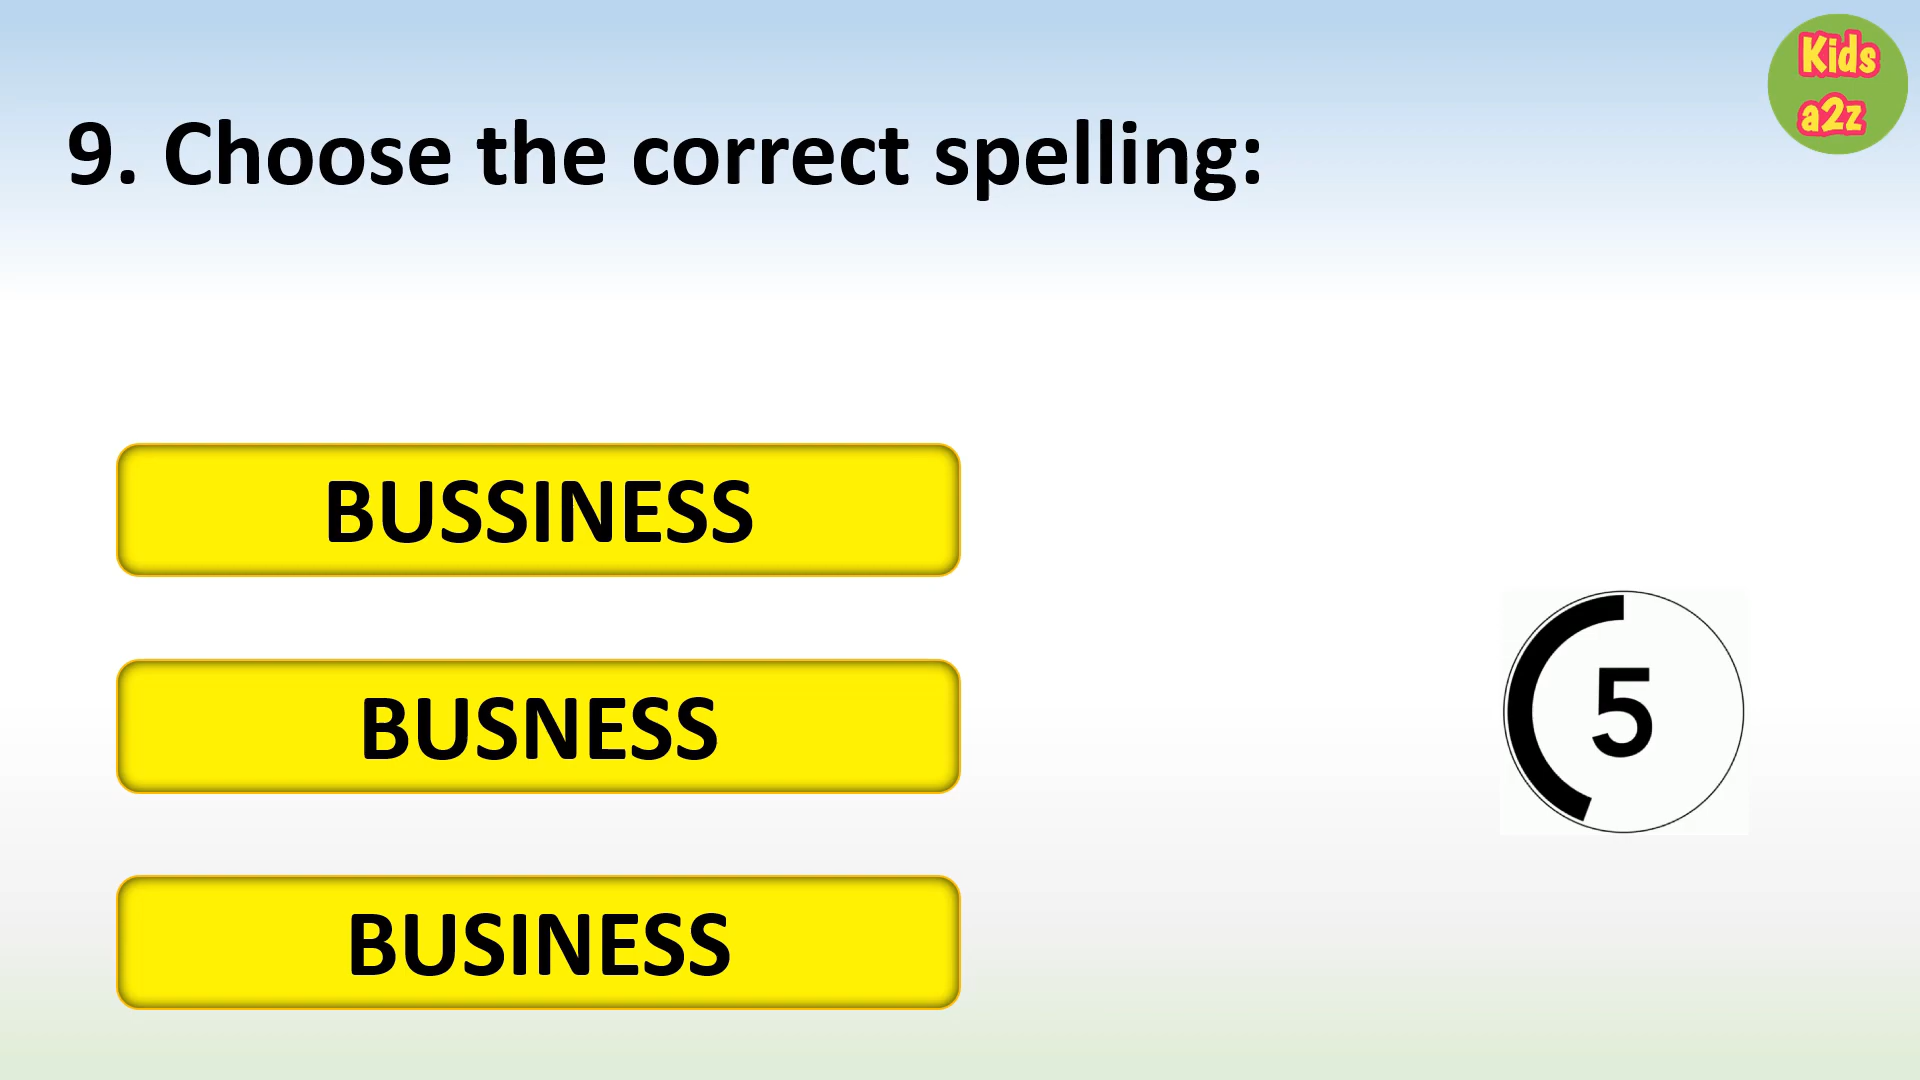 Kids
a2z
9. Choose the correct spelling:
BUSSINESS
BUSNESS
5
BUSINESS